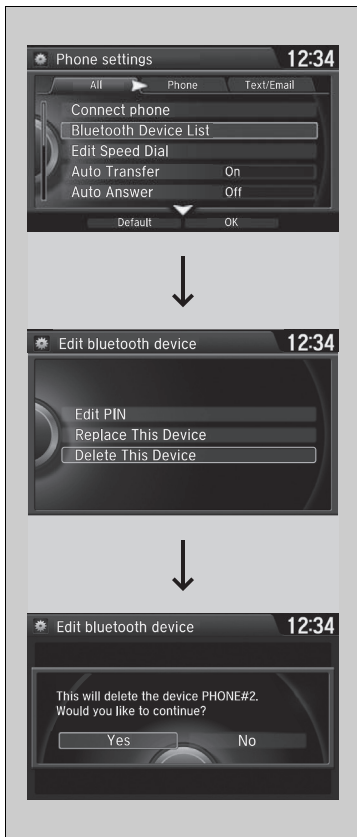 Phone settings 12:34
All Phone Text/Email
Connect phone
Bluetooth Device List
Edit Speed Dial
Auto Transfer On
Auto Answer Off
Default OK
Edit bluetooth device 12:34
Edit PIN
Replace This Device
Delete This Device
Edit bluetooth device 12:34
This will delete the device PHONE#2.
Would you like to continue?
Yes No